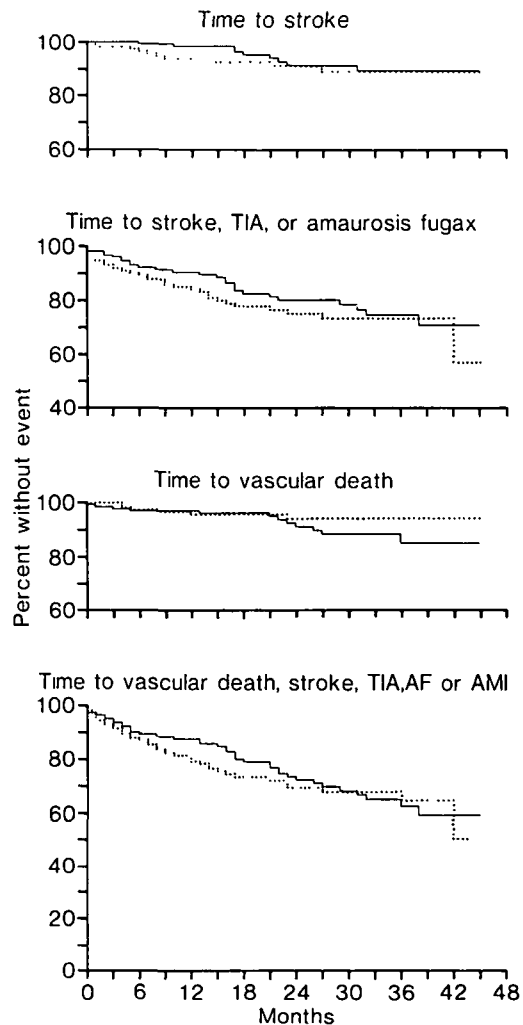 Time to stroke
100
80
60
Time to stroke, TIA, or amaurosis fugax
100
80
60
40
Percent without event
Time to vascular death
100
80
60
Time to vascular death, stroke, TIA,AF or AMI
100
80
60
40
20
0
0 6 12 18 24 30 36 42 48
Months